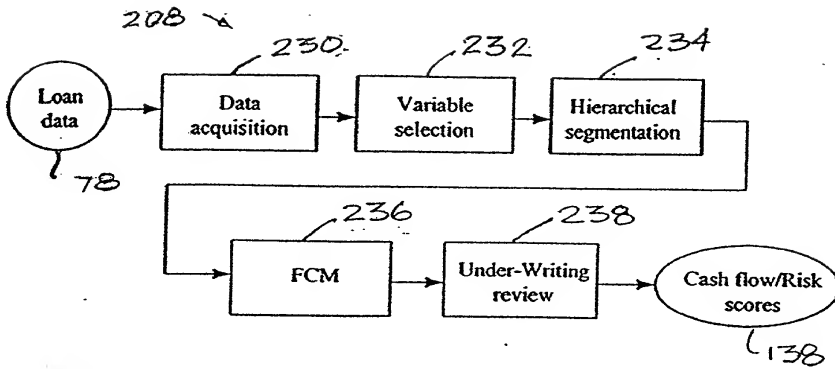 208
230
232
234
Loan
data
Data
acquisition
Variable
selection
Hierarchical
segmentation
78
236
238
FCM
Under-Writing
review
Cash flow/Risk
scores
138